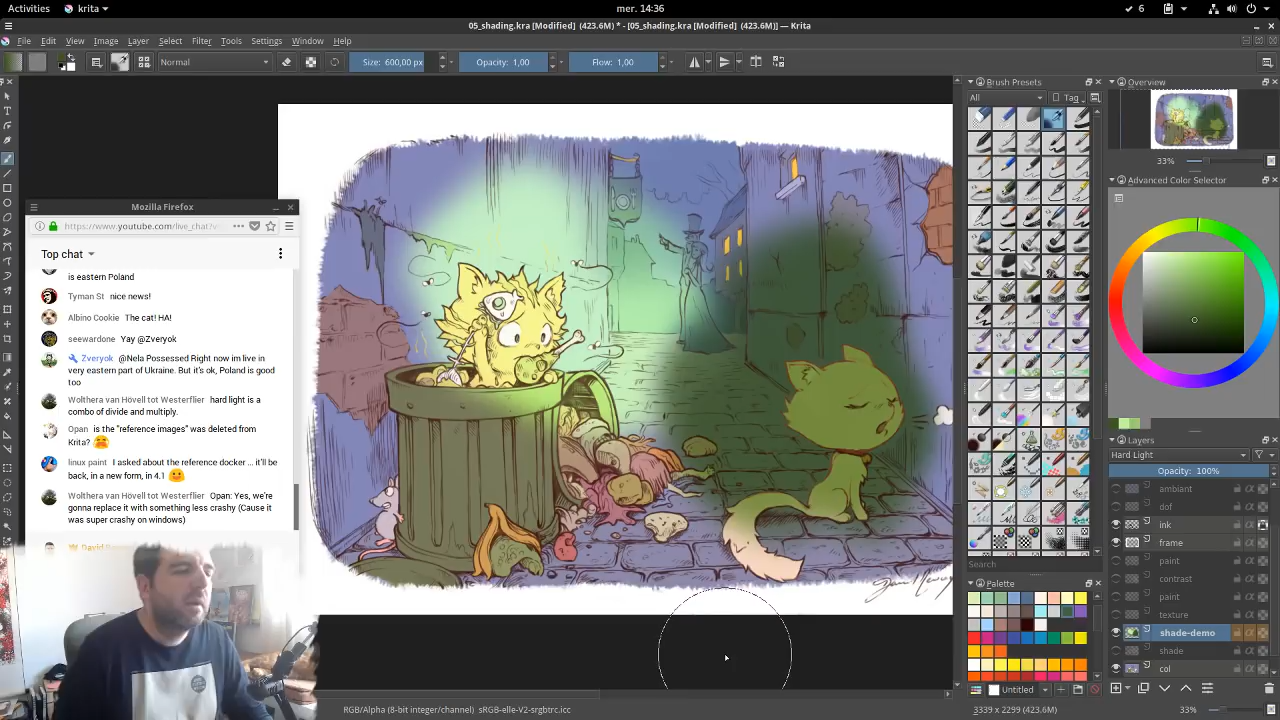 Activities
krita
mer. 14:36
6
05_shading.kra [Modified] (423.6M) * - [05_shading.kra [Modified] (423.6M)] — Krita
File Edit View Image Layer Select Filter Tools Settings Window Help
Normal
Size: 600,00 px
Opacity: 1,00
Flow: 1,00
Brush Presets
All
Tag
Search
Palette
Untitled
Overview
33%
Advanced Color Selector
Layers
Hard Light
Opacity: 100%
ambiant
dof
ink
frame
paint
contrast
paint
texture
shade-demo
shade
col
Mozilla Firefox
https://www.youtube.com/live_chat?v
Top chat
is eastern Poland
Tyman St nice news!
Albino Cookie The cat! HA!
seewardone Yay @Zveryok
Zveryok @Nela Possessed Right now im live in
very eastern part of Ukraine. But it's ok, Poland is good
too
Wolthera van Hövell tot Westerflier hard light is a
combo of divide and multiply.
Opan is the "reference images" was deleted from
Krita?
linux paint I asked about the reference docker ... it'll be
back, in a new form, in 4.1
Wolthera van Hövell tot Westerflier Opan: Yes, we're
gonna replace it with something less crashy (Cause it
was super crashy on windows)
RGB/Alpha (8-bit integer/channel) sRGB-elle-V2-srgbtrc.icc
3339 x 2299 (423.6M)
33%